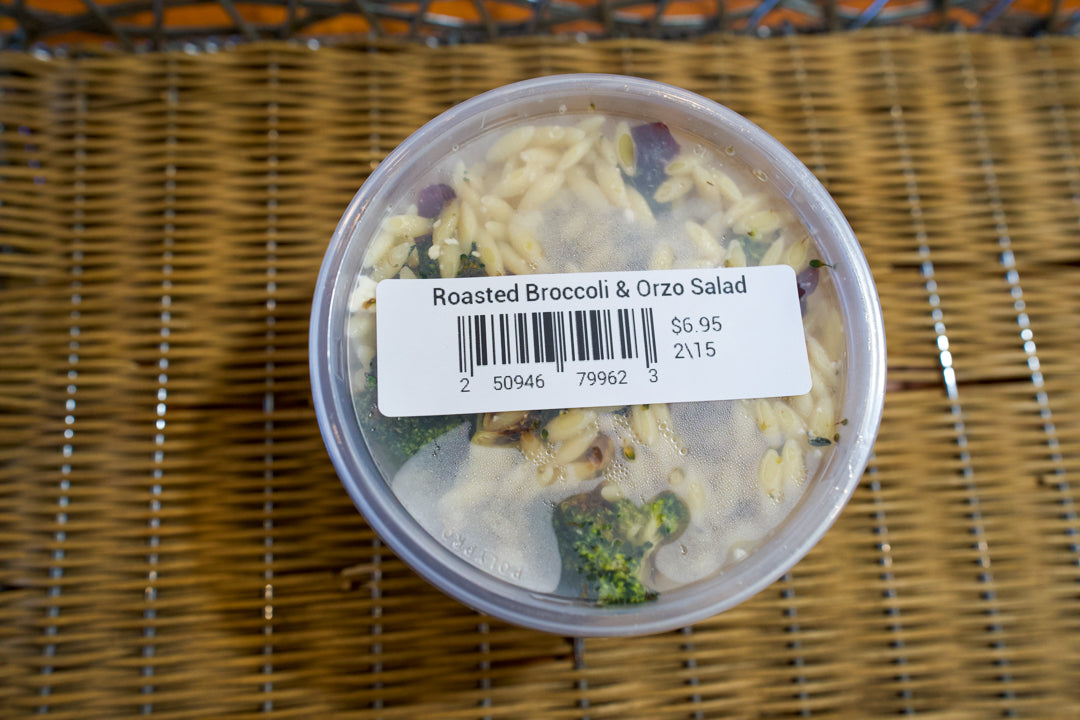 Roasted Broccoli & Orzo Salad
$6.95
2\15
2 50946 79962 3